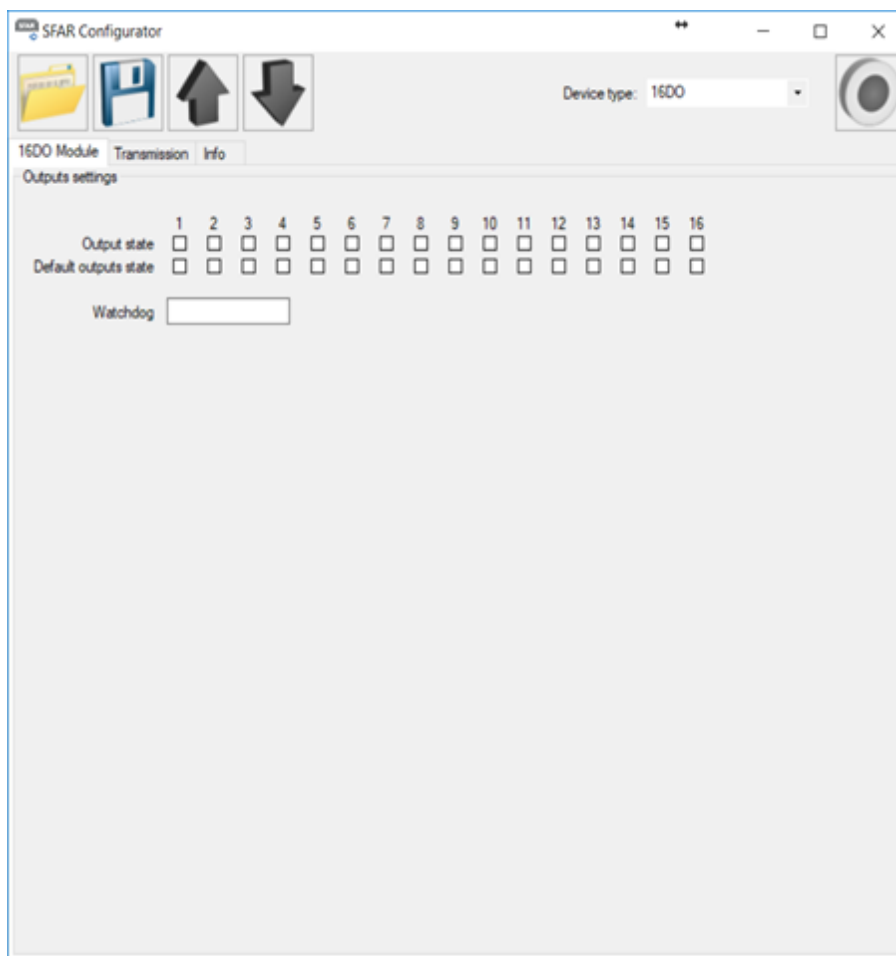 SFAR SFAR Configurator
Device type: 16DO
16DO Module Transmission Info
Outputs settings
1 2 3 4 5 6 7 8 9 10 11 12 13 14 15 16
Output state
Default outputs state
Watchdog